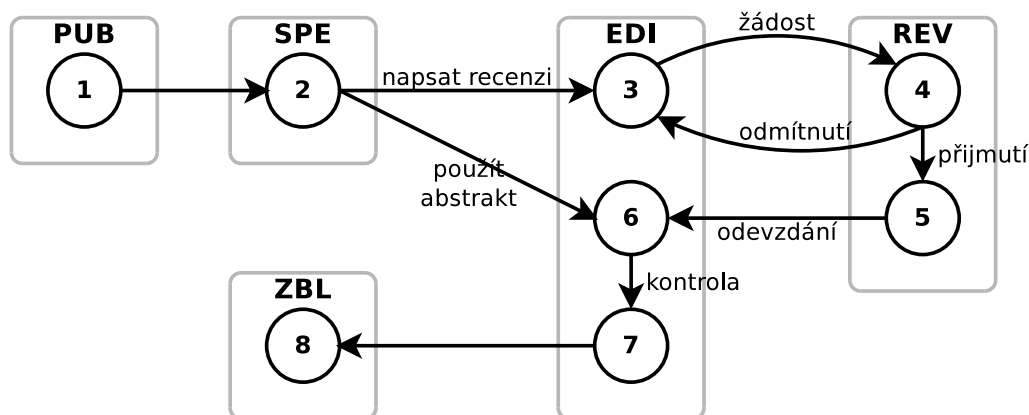 PUB
SPE
EDI
REV
1
2
3
4
napsat recenzi
žádost
odmítnutí
přijmutí
použít
abstrakt
6
5
odevzdání
kontrola
ZBL
8
7